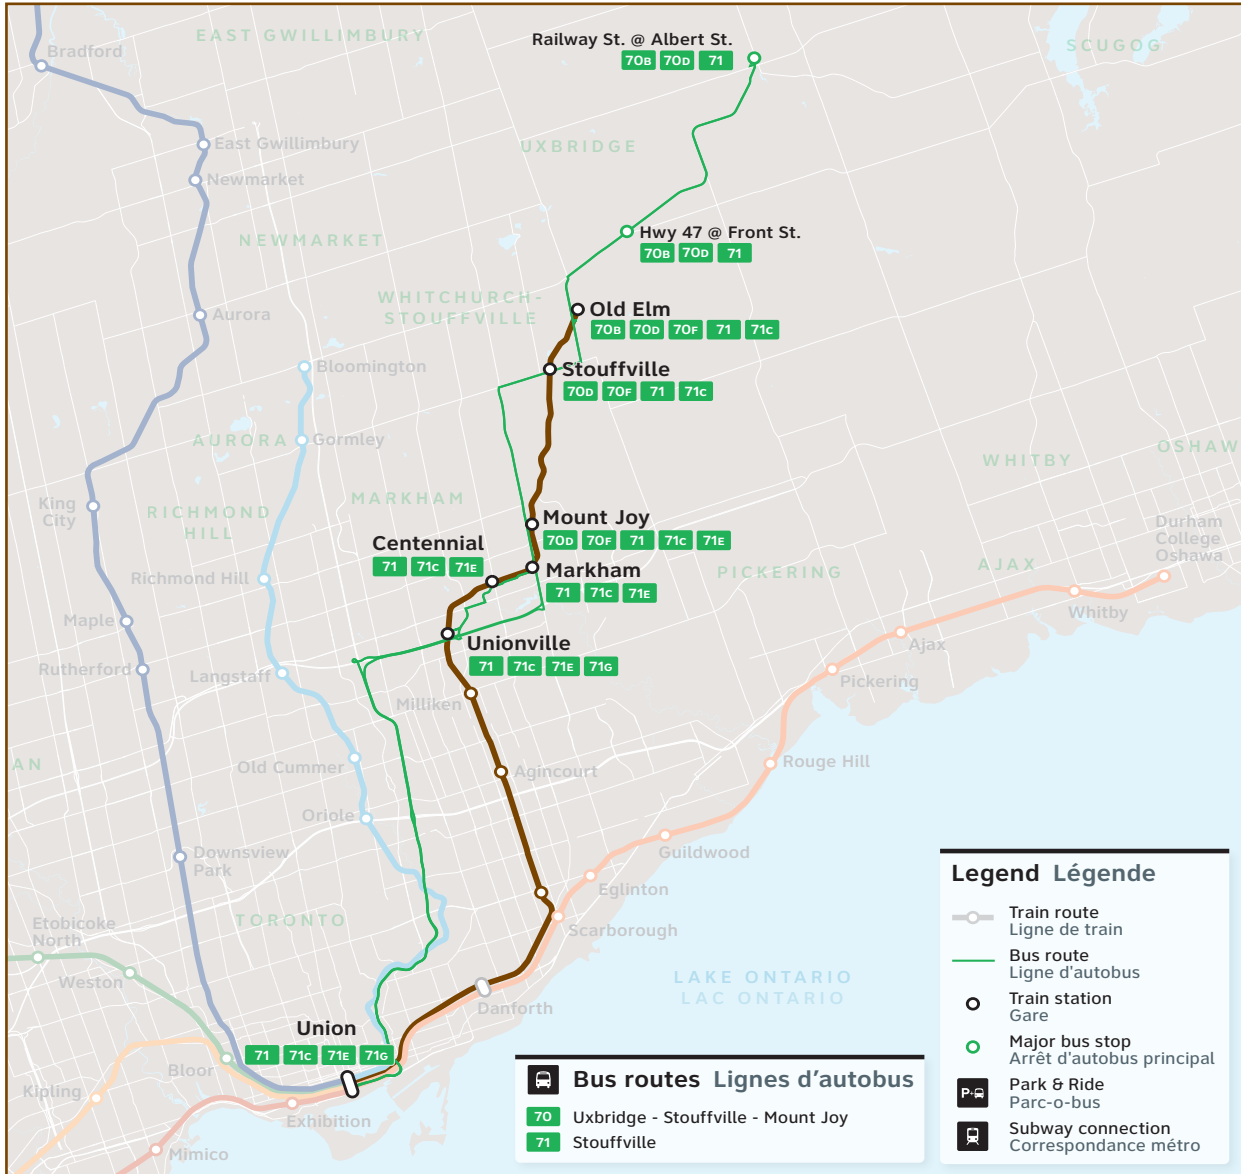 EAST GWILLIMBURY
Bradford
Railway St. @ Albert St.
70B 70D 71
SCUGOG
East Gwillimbury
UXBRIDGE
Newmarket
Hwy 47 @ Front St.
70B 70D 71
NEWMARKET
WHITCHURCH-
STOUFFVILLE
Old Elm
70B 70D 70F 71 71C
Aurora
Bloomington
Stouffville
70D 70F 71 71C
AURORA
Gormley
OSHAW
WHITBY
MARKHAM
King
City
RICHMOND
HILL
Mount Joy
70D 70F 71 71C 71E
Durham
College
Oshawa
Centennial
71 71C 71E
Markham
71 71C 71E
PICKERING
AJAX
Richmond Hill
Whitby
Maple
Unionville
71 71C 71E 71G
Ajax
Rutherford
Langstaff
Pickering
Milliken
AN
Old Cummer
Agincourt
Rouge Hill
Oriole
Downsview
Park
Guildwood
Eglinton
Etobicoke
North
TORONTO
Scarborough
Weston
LAKE ONTARIO
LAC ONTARIO
Danforth
Union
71 71C 71E 71G
Bloor
Kipling
Exhibition
Mimico
Bus routes Lignes d'autobus
70 Uxbridge - Stouffville - Mount Joy
71 Stouffville
Legend Légende
Train route
Ligne de train
Bus route
Ligne d'autobus
Train station
Gare
Major bus stop
Arrêt d'autobus principal
P
Park & Ride
Parc-o-bus
Subway connection
Correspondance métro